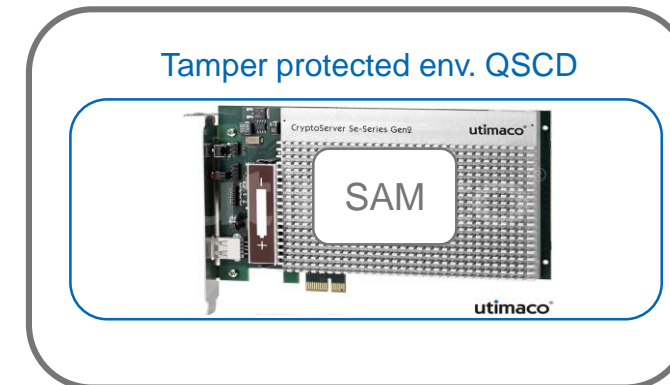 Tamper protected env. QSCD
CryptoServer Se-Series Gen2
utimaco®
SAM
utimaco®